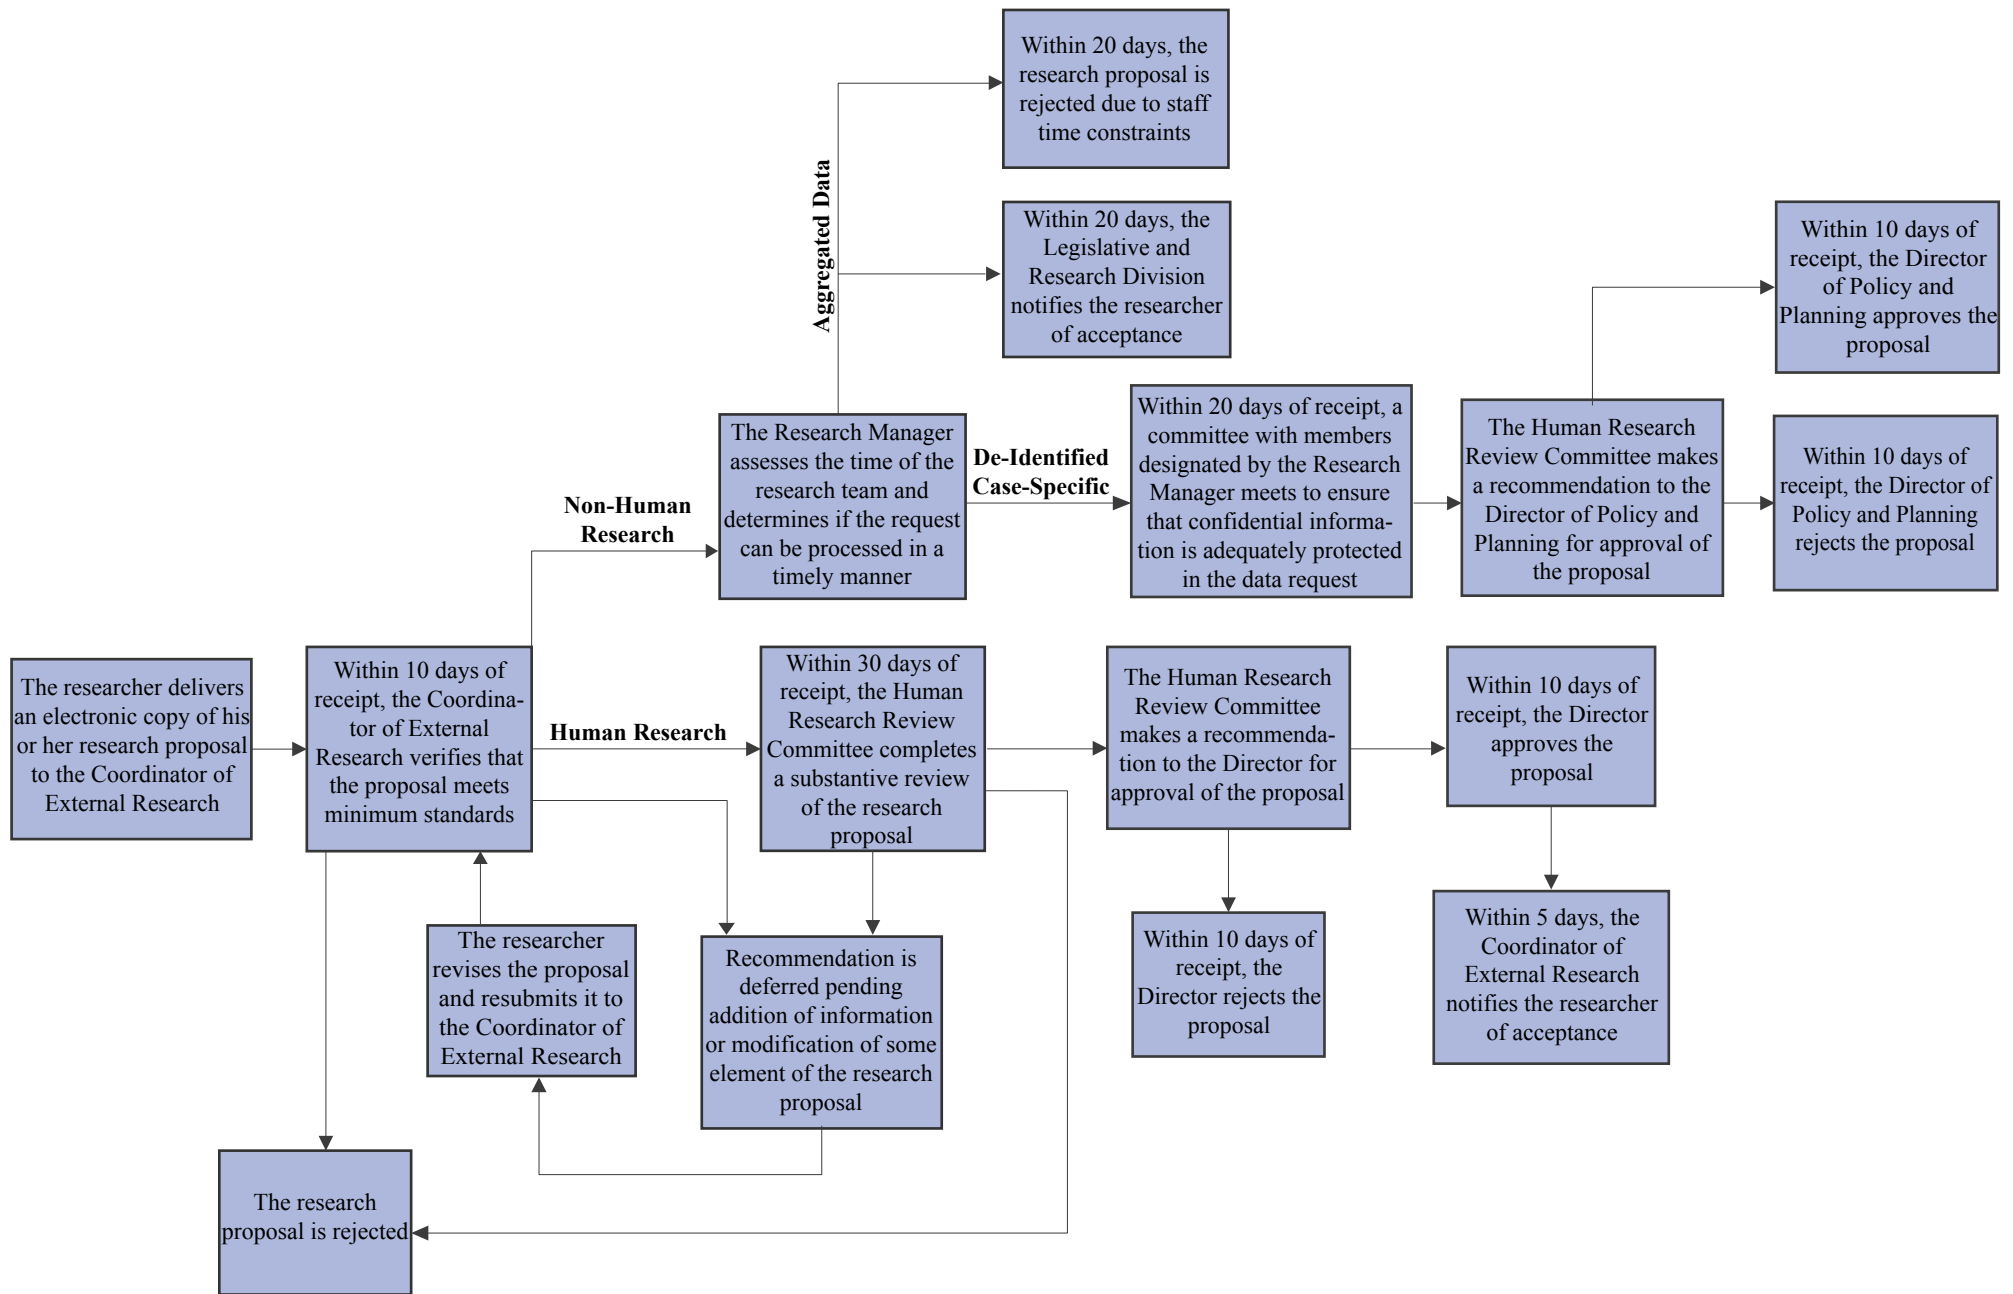 Within 20 days, the
research proposal is
rejected due to staff
time constraints
Aggregated Data
Within 20 days, the
Legislative and
Research Division
notifies the researcher
of acceptance
Within 10 days of
receipt, the Director
of Policy and
Planning approves the
proposal
The Research Manager
assesses the time of the
research team and
determines if the request
can be processed in a
timely manner
De-Identified
Case-Specific
Within 20 days of receipt, a
committee with members
designated by the Research
Manager meets to ensure
that confidential informa-
tion is adequately protected
in the data request
The Human Research
Review Committee makes
a recommendation to the
Director of Policy and
Planning for approval of
the proposal
Within 10 days of
receipt, the Director of
Policy and Planning
rejects the proposal
Non-Human
Research
The researcher delivers
an electronic copy of his
or her research proposal
to the Coordinator of
External Research
Within 10 days of
receipt, the Coordina-
tor of External
Research verifies that
the proposal meets
minimum standards
Human Research
Within 30 days of
receipt, the Human
Research Review
Committee completes
a substantive review
of the research
proposal
The Human Research
Review Committee
makes a recommenda-
tion to the Director for
approval of the proposal
Within 10 days of
receipt, the Director
approves the
proposal
The researcher
revises the proposal
and resubmits it to
the Coordinator of
External Research
Recommendation is
deferred pending
addition of information
or modification of some
element of the research
proposal
Within 10 days of
receipt, the
Director rejects the
proposal
Within 5 days, the
Coordinator of
External Research
notifies the researcher
of acceptance
The research
proposal is rejected